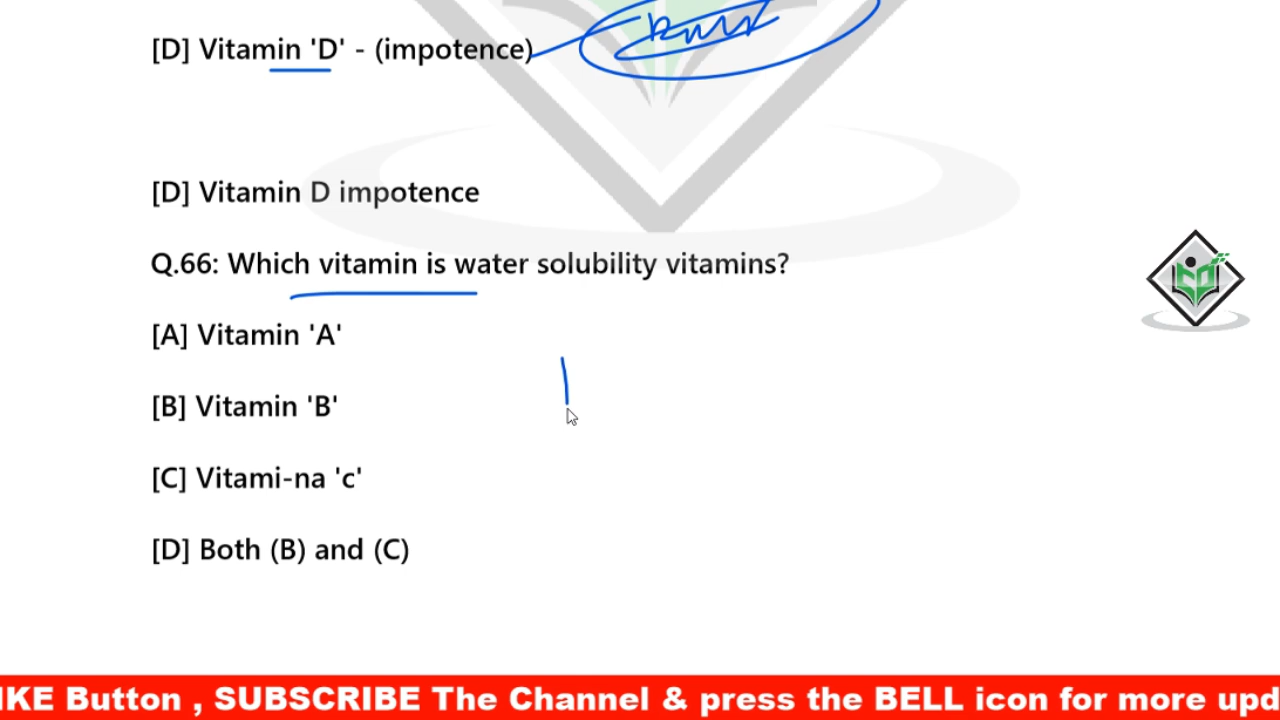 [D] Vitamin 'D' - (impotence)
[D] Vitamin D impotence
Q.66: Which vitamin is water solubility vitamins?
[A] Vitamin 'A'
[B] Vitamin 'B'
[C] Vitami-na 'c'
[D] Both (B) and (C)
IKE Button , SUBSCRIBE The Channel & press the BELL icon for more upd